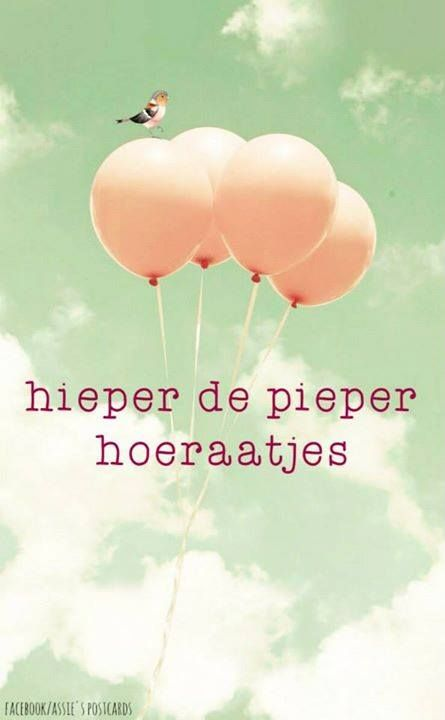 hieper de pieper
hoeraatjes
FACEBOOK/ASSIE'S POSTCARDS